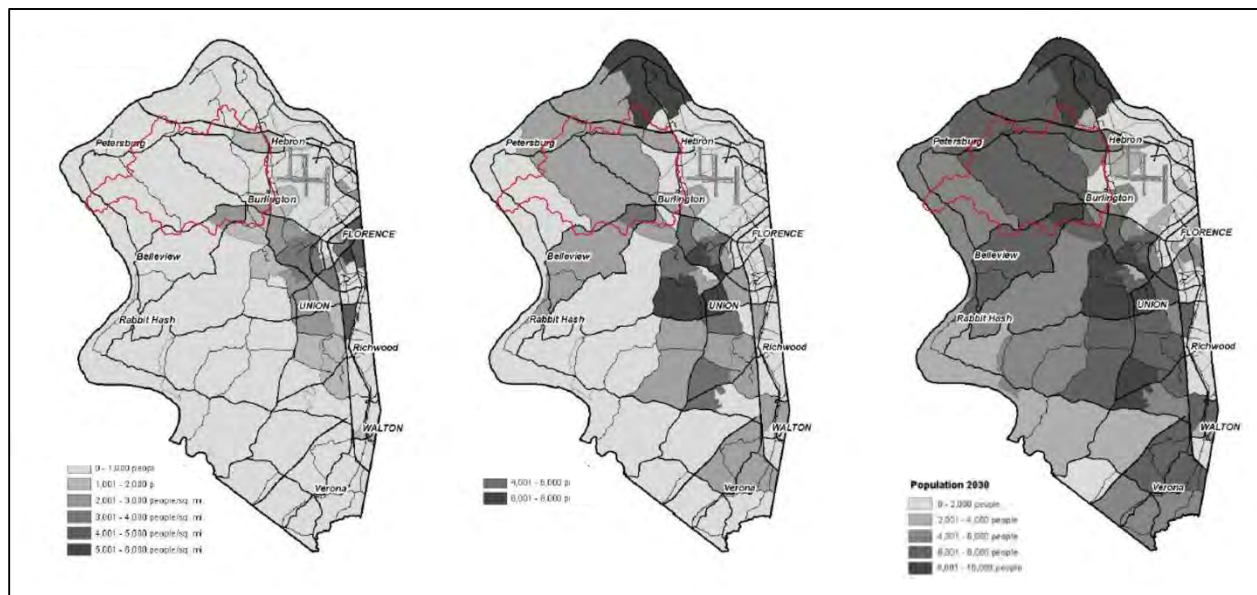 Petersburg
Hebron
Burlington
FLORENCE
Belleview
UNION
Rabbit Hash
Richwood
WALTON
Verona
0 - 1,000 peopl
1,001 - 2,000 p
2,001 - 3,000 people/sq. mi.
3,001 - 4,000 people/sq. mi.
4,001 - 5,000 people/sq. mi.
5,001 - 6,000 people/sq. mi.
Petersburg
Hebron
Burlington
FLORENCE
Belleview
UNION
Rabbit Hash
Richwood
WALTON
Verona
4,001 - 6,000 p
6,001 - 8,000 p
Petersburg
Hebron
Burlington
FLORENCE
Belleview
UNION
Rabbit Hash
Richwood
WALTON
Verona
Population 2030
0 - 2,000 people
2,001 - 4,000 people
4,001 - 6,000 people
6,001 - 8,000 people
8,001 - 10,000 people